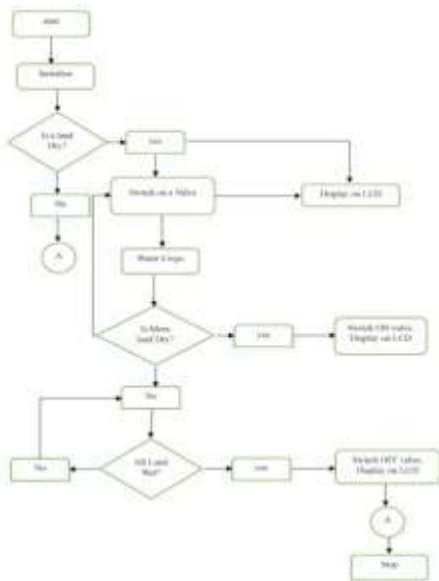 start
Initialize
Is a land
Dry?
yes
No
Switch on a Valve
Display on LCD
A
Water Crops
Is More
land Dry?
yes
Switch ON valve,
Display on LCD
No
All Land
Wet?
No
yes
Switch OFF valve,
Display on LCD
A
Stop